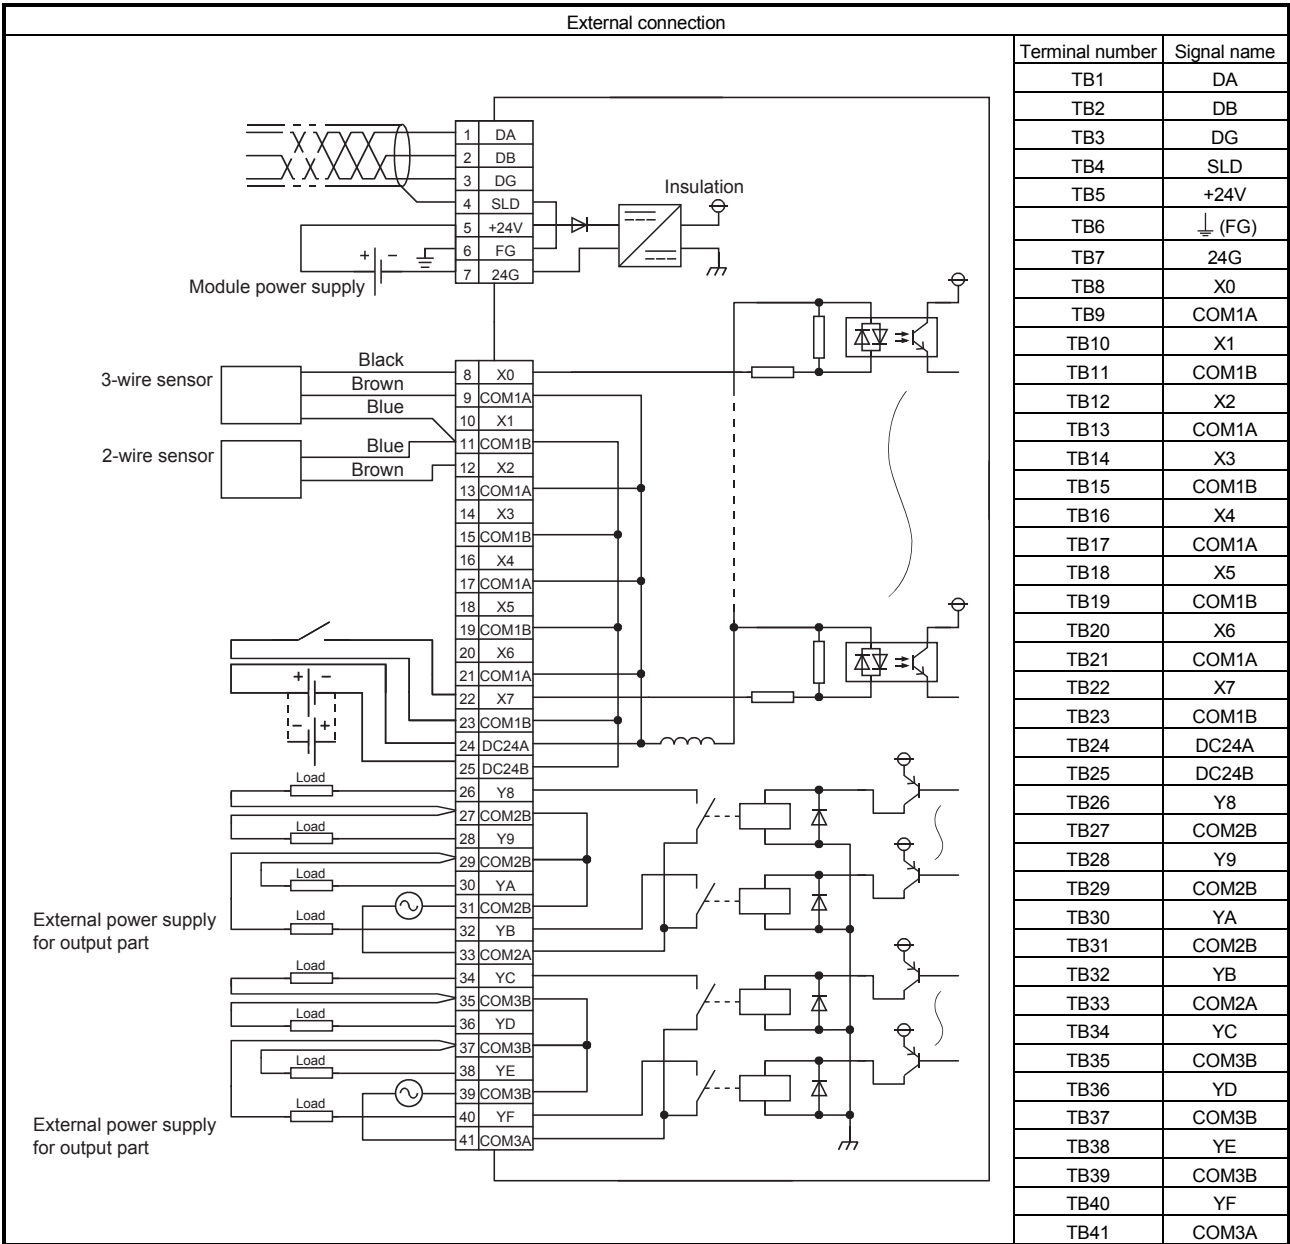 External connection
Terminal number Signal name
TB1 DA
TB2 DB
TB3 DG
TB4 SLD
TB5 +24V
TB6 (FG)
TB7 24G
TB8 X0
TB9 COM1A
TB10 X1
TB11 COM1B
TB12 X2
TB13 COM1A
TB14 X3
TB15 COM1B
TB16 X4
TB17 COM1A
TB18 X5
TB19 COM1B
TB20 X6
TB21 COM1A
TB22 X7
TB23 COM1B
TB24 DC24A
TB25 DC24B
TB26 Y8
TB27 COM2B
TB28 Y9
TB29 COM2B
TB30 YA
TB31 COM2B
TB32 YB
TB33 COM2A
TB34 YC
TB35 COM3B
TB36 YD
TB37 COM3B
TB38 YE
TB39 COM3B
TB40 YF
TB41 COM3A
1 DA
2 DB
3 DG
4 SLD
5 +24V
6 FG
7 24G
Insulation
+ −
Module power supply
3-wire sensor
Black
Brown
Blue
2-wire sensor
Blue
Brown
8 X0
9 COM1A
10 X1
11 COM1B
12 X2
13 COM1A
14 X3
15 COM1B
16 X4
17 COM1A
18 X5
19 COM1B
20 X6
21 COM1A
22 X7
23 COM1B
24 DC24A
25 DC24B
+ −
− +
Load
26 Y8
27 COM2B
Load
28 Y9
29 COM2B
Load
30 YA
31 COM2B
Load
32 YB
33 COM2A
External power supply
for output part
Load
34 YC
35 COM3B
Load
36 YD
37 COM3B
Load
38 YE
39 COM3B
Load
40 YF
41 COM3A
External power supply
for output part